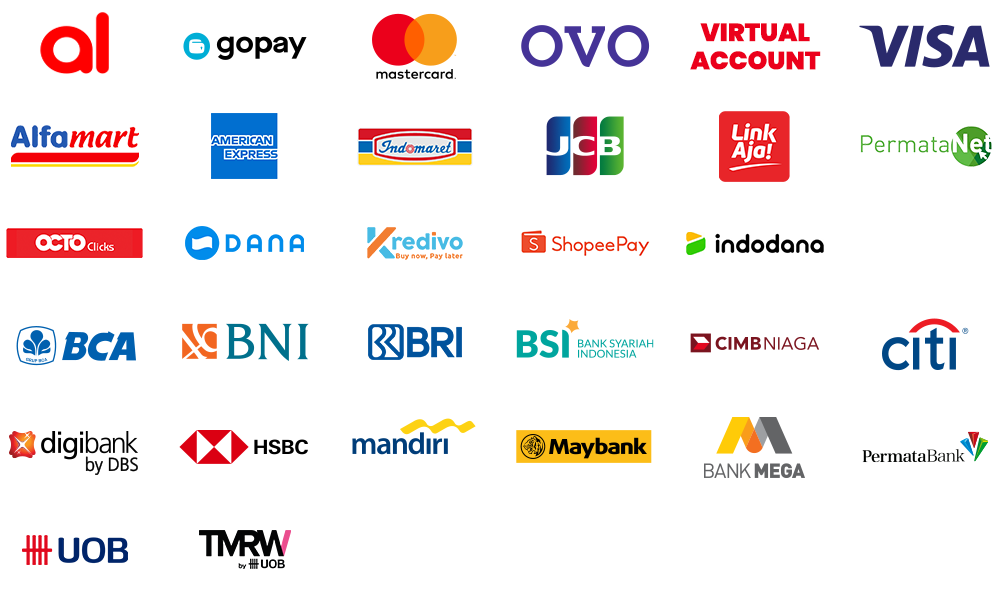 al
gopay
mastercard.
OVO
VIRTUAL
ACCOUNT
VISA
Alfamart
AMERICAN
EXPRESS
Indomaret
JCB
Link
Aja!
PermataNet
OCTO Clicks
DANA
Kredivo
Buy now, Pay later
S ShopeePay
indodana
BCA
BNI
BRI
BSI BANK SYARIAH
INDONESIA
CIMB NIAGA
citi®
digibank
by DBS
HSBC
mandiri
Maybank
BANK MEGA
PermataBank
UOB
TMRW
by UOB